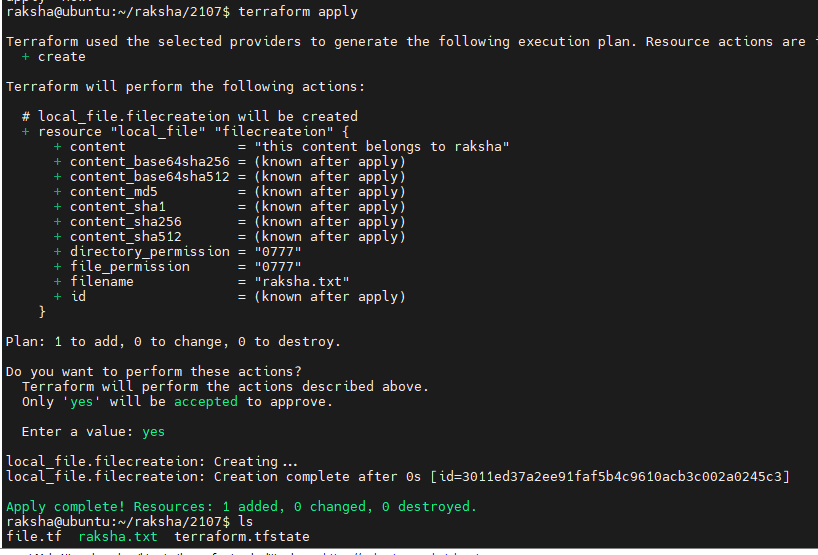 raksha@ubuntu:~/raksha/2107$ terraform apply
Terraform used the selected providers to generate the following execution plan. Resource actions are
+ create
Terraform will perform the following actions:
# local_file.filecreateion will be created
+ resource "local_file" "filecreateion" {
+ content = "this content belongs to raksha"
+ content_base64sha256 = (known after apply)
+ content_base64sha512 = (known after apply)
+ content_md5 = (known after apply)
+ content_sha1 = (known after apply)
+ content_sha256 = (known after apply)
+ content_sha512 = (known after apply)
+ directory_permission = "0777"
+ file_permission = "0777"
+ filename = "raksha.txt"
+ id = (known after apply)
}
Plan: 1 to add, 0 to change, 0 to destroy.
Do you want to perform these actions?
Terraform will perform the actions described above.
Only 'yes' will be accepted to approve.
Enter a value: yes
local_file.filecreateion: Creating...
local_file.filecreateion: Creation complete after 0s [id=3011ed37a2ee91faf5b4c9610acb3c002a0245c3]
Apply complete! Resources: 1 added, 0 changed, 0 destroyed.
raksha@ubuntu:~/raksha/2107$ ls
file.tf raksha.txt terraform.tfstate